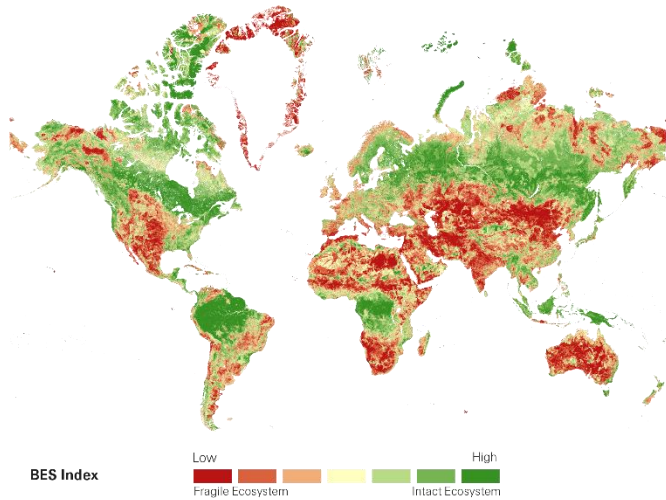 Low
High
BES Index
Fragile Ecosystem
Intact Ecosystem